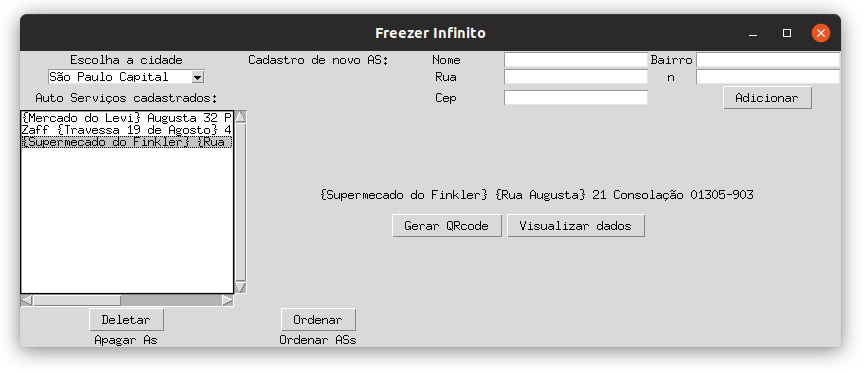 Freezer Infinito
Escolha a cidade
Cadastro de novo AS:
Nome
Bairro
São Paulo Capital
Rua
n
Auto Serviços cadastrados:
Cep
Adicionar
{Mercado do Levi} Augusta 32 P
Zaff {Travessa 19 de Agosto} 4
{Supermecado do Finkler} {Rua
{Supermecado do Finkler} {Rua Augusta} 21 Consolação 01305-903
Gerar QRcode
Visualizar dados
Deletar
Ordenar
Apagar As
Ordenar ASs